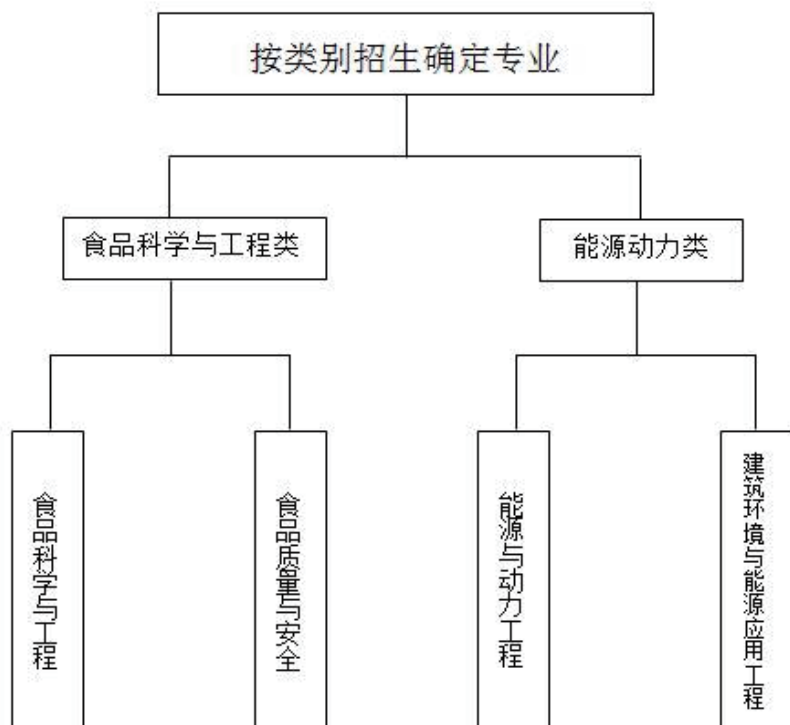 按类别招生确定专业
食品科学与工程类
能源动力类
食品科学与工程
食品质量与安全
能源与动力工程
建筑环境与能源应用工程